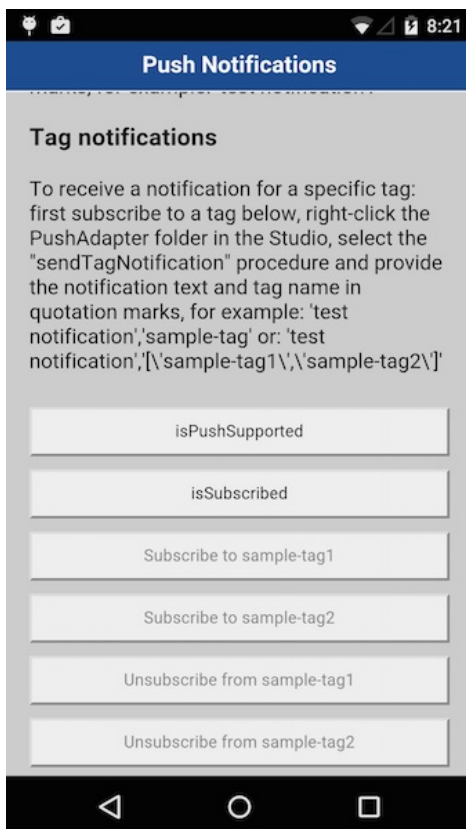 8:21
Push Notifications
Tag notifications
To receive a notification for a specific tag:
first subscribe to a tag below, right-click the
PushAdapter folder in the Studio, select the
"sendTagNotification" procedure and provide
the notification text and tag name in
quotation marks, for example: 'test
notification','sample-tag' or: 'test
notification','[\'sample-tag1\',\'sample-tag2\']'
isPushSupported
isSubscribed
Subscribe to sample-tag1
Subscribe to sample-tag2
Unsubscribe from sample-tag1
Unsubscribe from sample-tag2